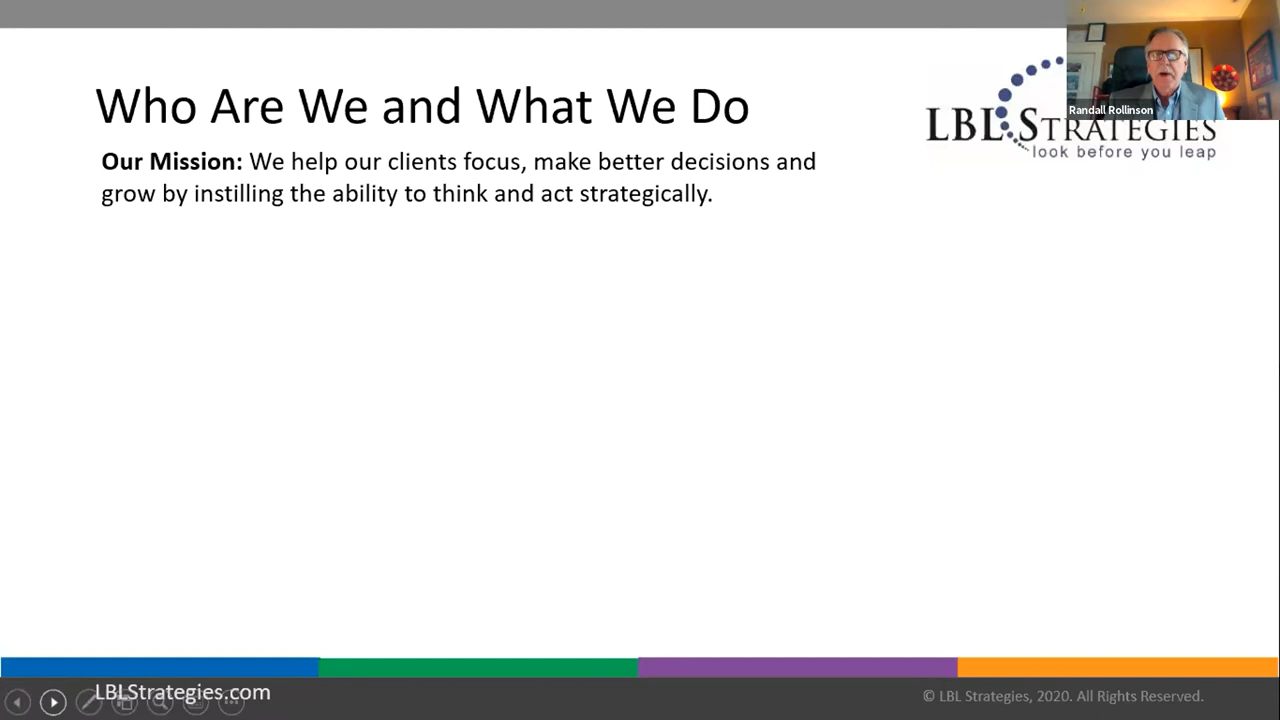 Who Are We and What We Do
Our Mission: We help our clients focus, make better decisions and
grow by instilling the ability to think and act strategically.
Randall Rollinson
LBL STRATEGIES
look before you leap
LBLStrategies.com
© LBL Strategies, 2020. All Rights Reserved.